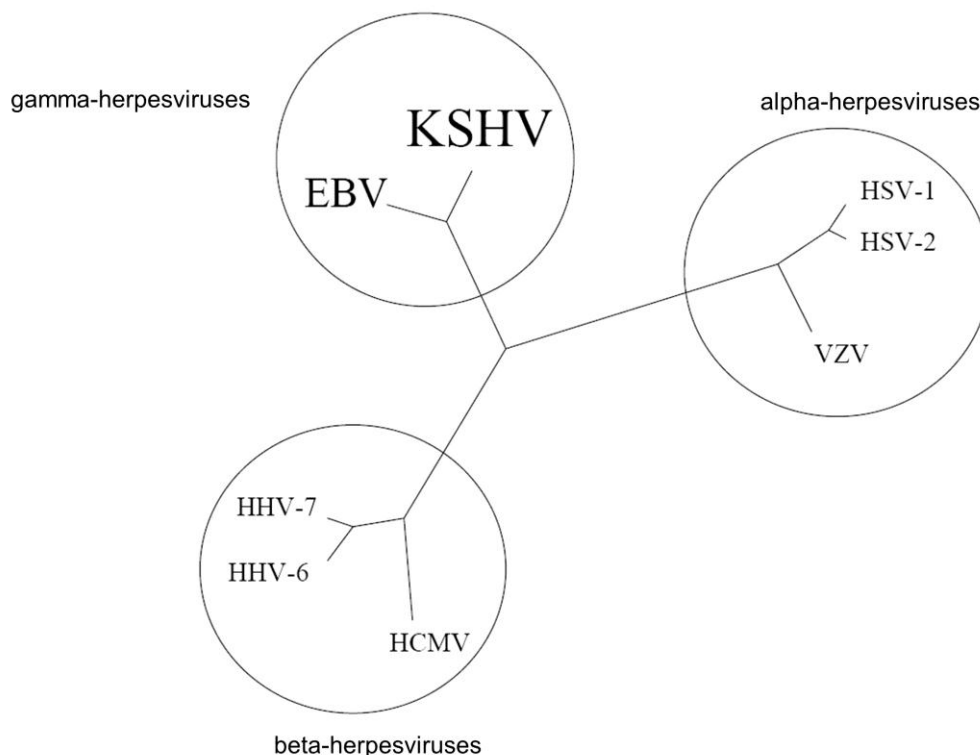 gamma-herpesviruses
KSHV
EBV
alpha-herpesviruses
HSV-1
HSV-2
VZV
HHV-7
HHV-6
HCMV
beta-herpesviruses